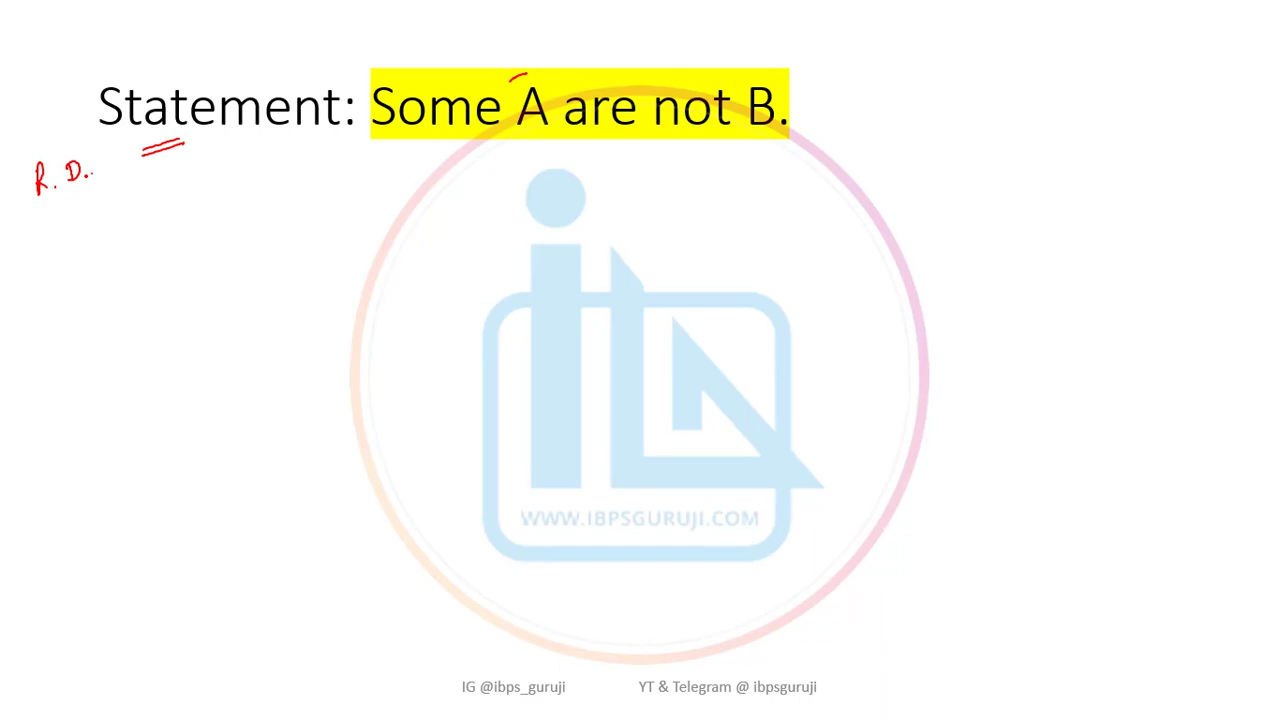 Statement: Some A are not B.
R. D.
WWW.IBPSGURUJI.COM
IG @ibps_guruji YT & Telegram @ ibpsguruji